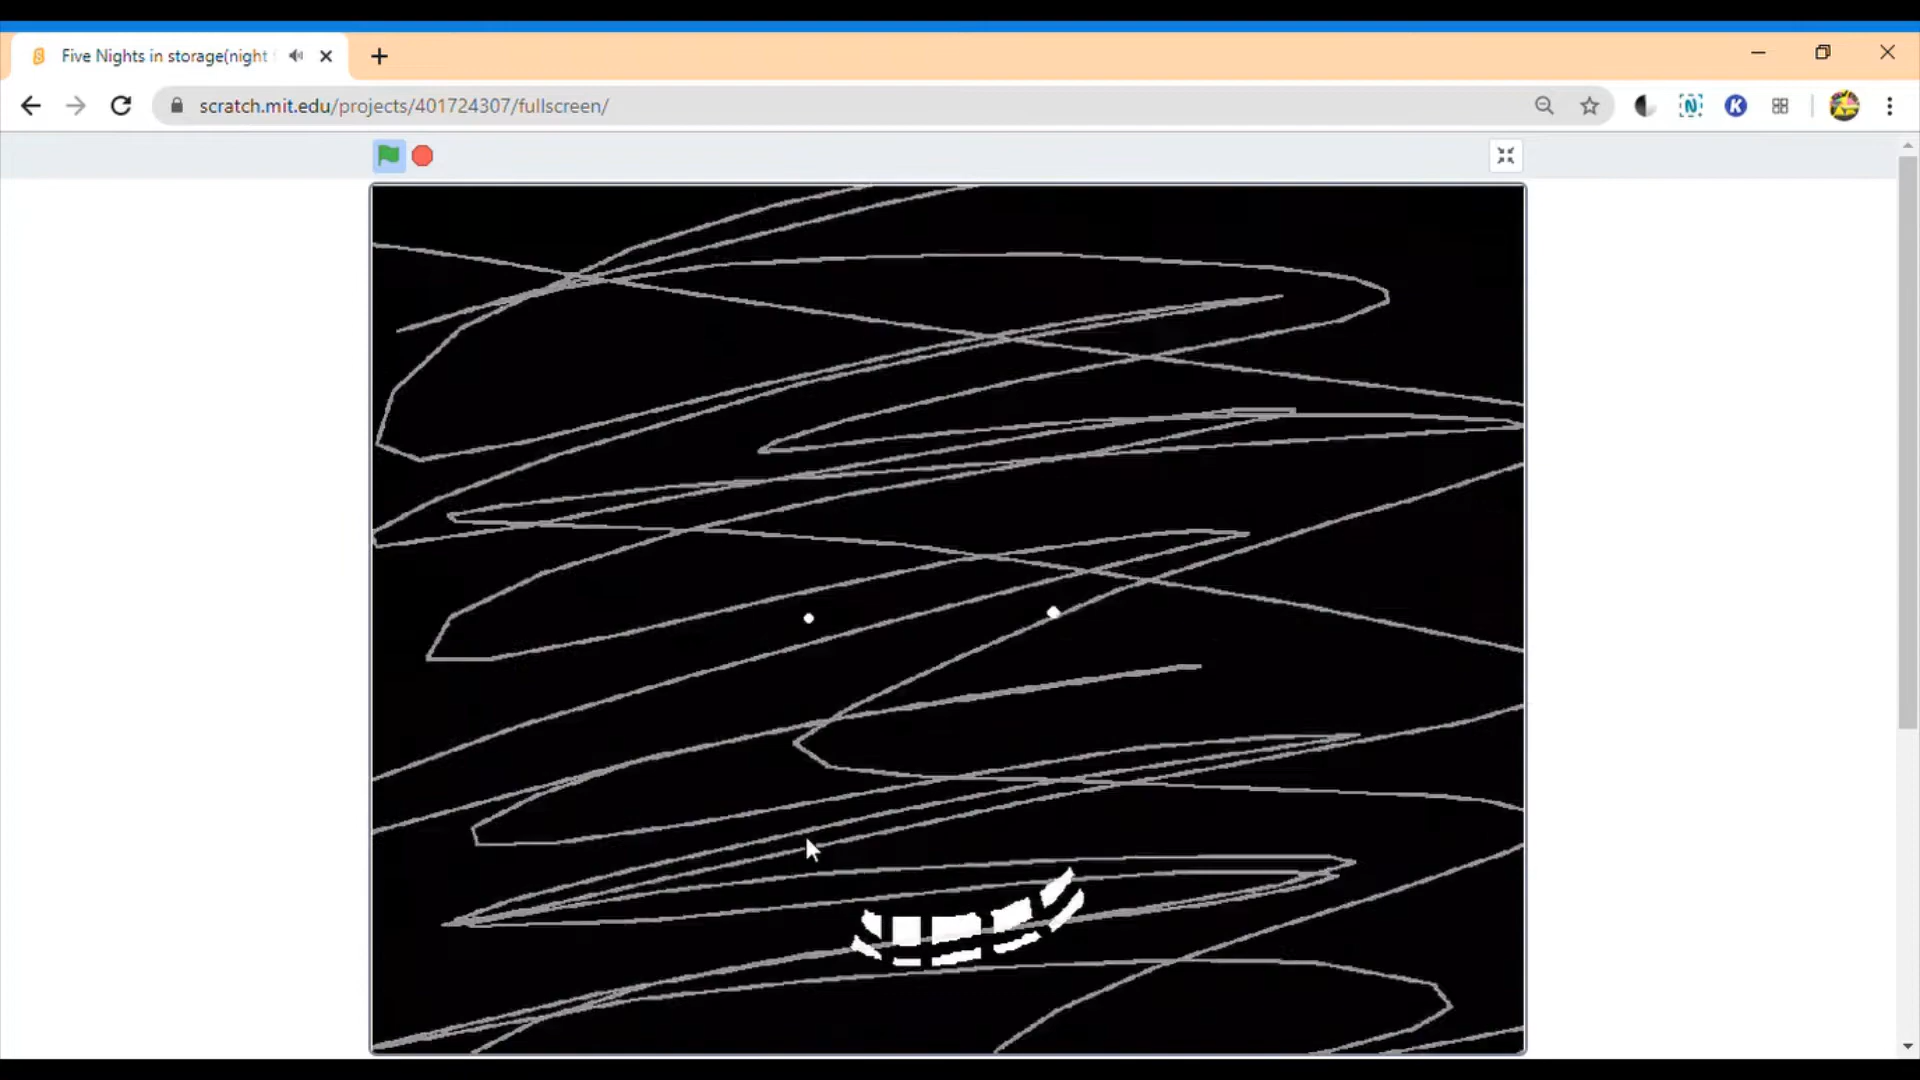 Five Nights in storage(night
scratch.mit.edu/projects/401724307/fullscreen/